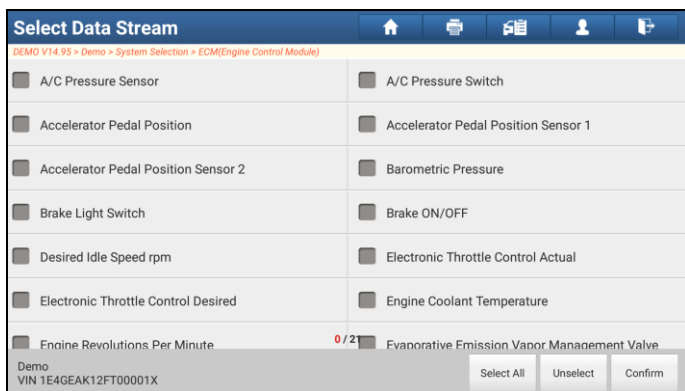 Select Data Stream
DEMO V14.95 > Demo > System Selection > ECM(Engine Control Module)
A/C Pressure Sensor
A/C Pressure Switch
Accelerator Pedal Position
Accelerator Pedal Position Sensor 1
Accelerator Pedal Position Sensor 2
Barometric Pressure
Brake Light Switch
Brake ON/OFF
Desired Idle Speed rpm
Electronic Throttle Control Actual
Electronic Throttle Control Desired
Engine Coolant Temperature
Engine Revolutions Per Minute
0/21
Evaporative Emission Vapor Management Valve
Demo
VIN 1E4GEAK12FT00001X
Select All
Unselect
Confirm